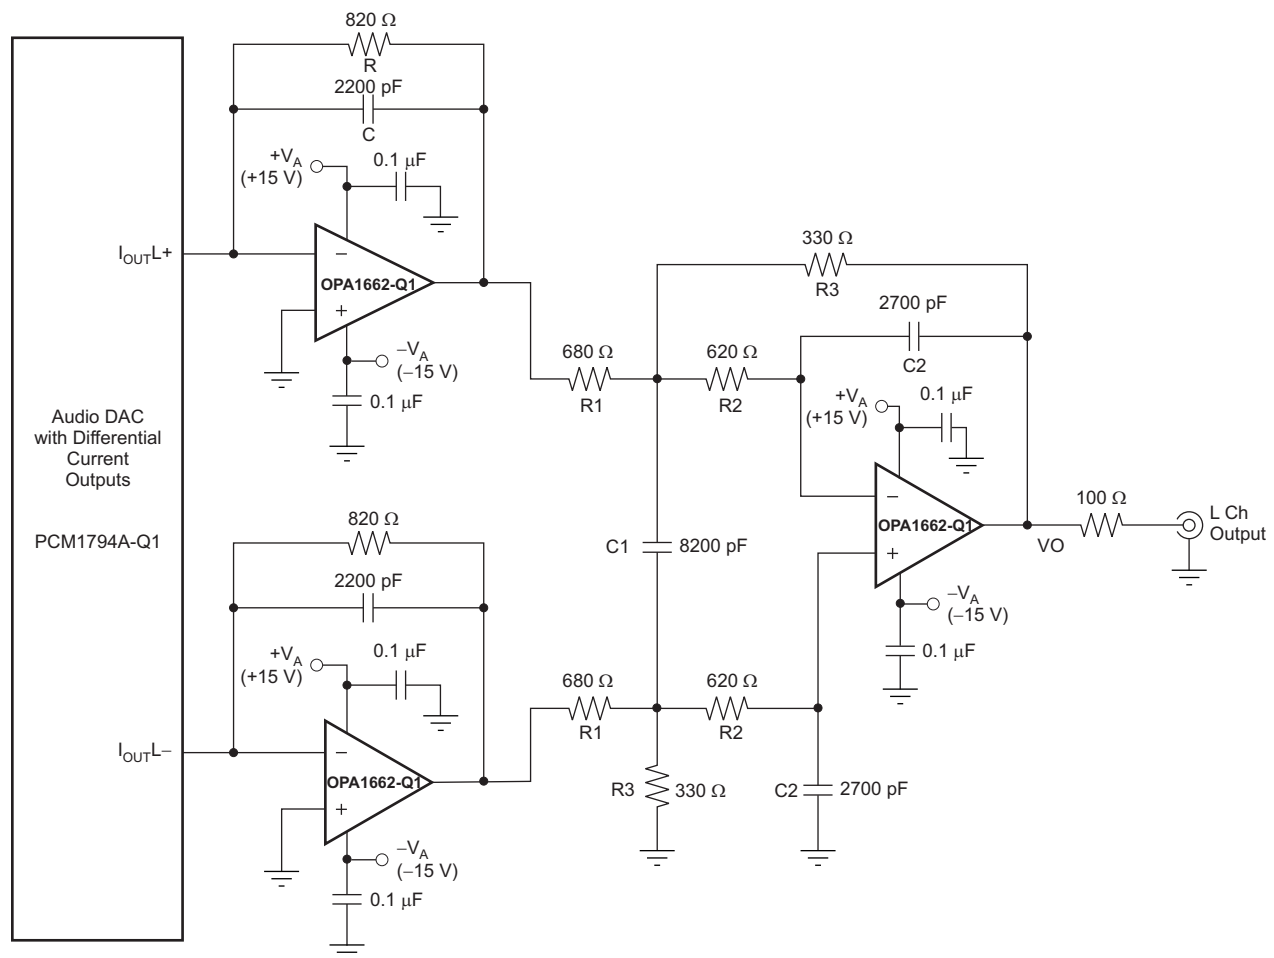 820 Ω
R
2200 pF
C
+VA
(+15 V)
0.1 μF
IOUTL+
−
OPA1662-Q1
+
−VA
(−15 V)
0.1 μF
680 Ω
R1
330 Ω
R3
620 Ω
R2
2700 pF
C2
+VA
(+15 V)
0.1 μF
−
OPA1662-Q1
+
VO
100 Ω
L Ch
Output
−VA
(−15 V)
0.1 μF
Audio DAC
with Differential
Current
Outputs
PCM1794A-Q1
C1
8200 pF
820 Ω
2200 pF
+VA
(+15 V)
0.1 μF
IOUTL−
−
OPA1662-Q1
+
−VA
(−15 V)
0.1 μF
680 Ω
R1
620 Ω
R2
R3
330 Ω
C2
2700 pF